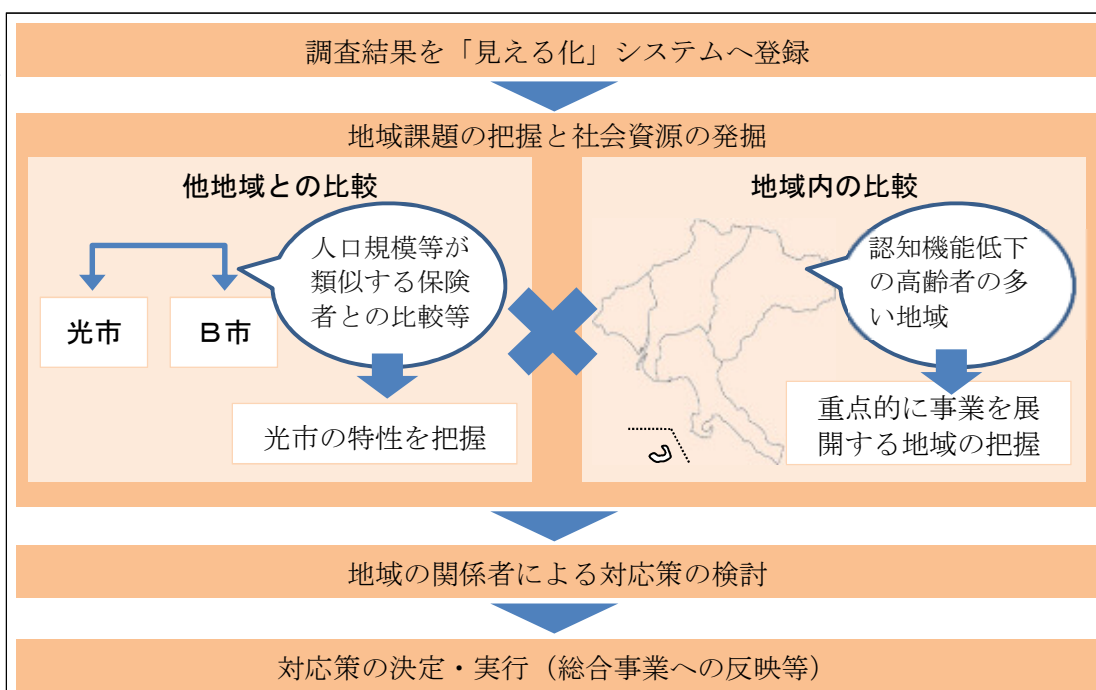 調査結果を「見える化」システムへ登録
地域課題の把握と社会資源の発掘
他地域との比較
人口規模等が
類似する保険
者との比較等
光市
B市
光市の特性を把握
地域内の比較
認知機能低下
の高齢者の多
い地域
重点的に事業を展
開する地域の把握
地域の関係者による対応策の検討
対応策の決定・実行（総合事業への反映等）